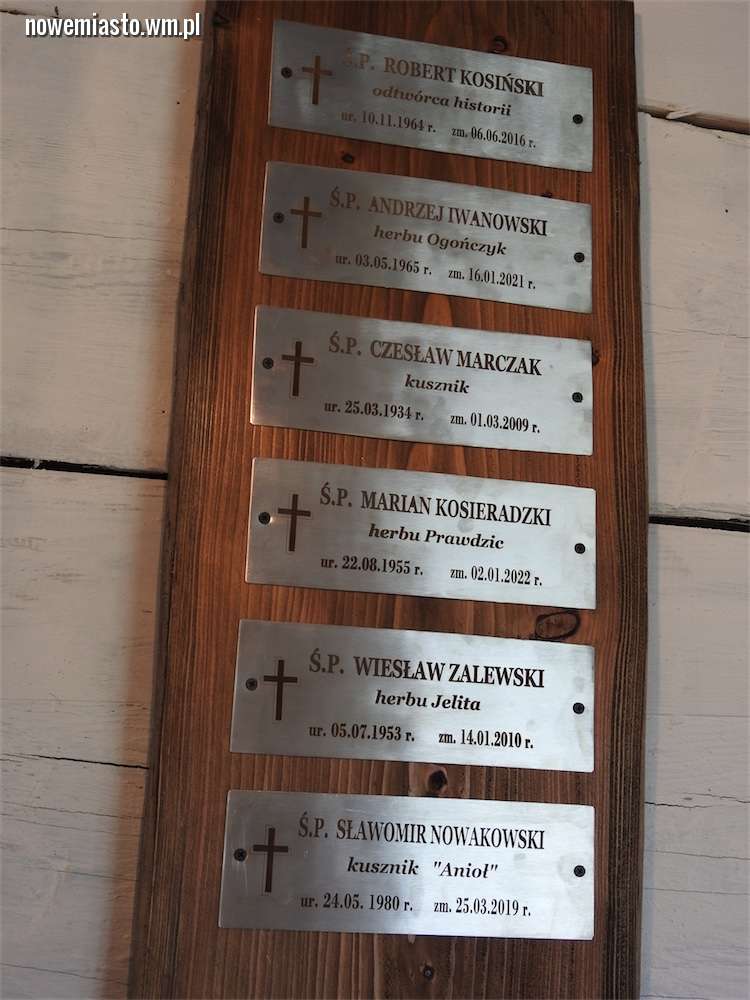 nowemiasto.wm.pl
Ś.P. ROBERT KOSIŃSKI
odtwórca historii
ur. 10.11.1964 r. zm. 06.06.2016 r.
Ś.P. ANDRZEJ IWANOWSKI
herbu Ogończyk
ur. 03.05.1965 r. zm. 16.01.2021 r.
Ś.P. CZESŁAW MARCZAK
kusznik
ur. 25.03.1934 r. zm. 01.03.2009 r.
Ś.P. MARIAN KOSIERADZKI
herbu Prawdzic
ur. 22.08.1955 r. zm. 02.01.2022 r.
Ś.P. WIESŁAW ZALEWSKI
herbu Jelita
ur. 05.07.1953 r. zm. 14.01.2010 r.
Ś.P. SŁAWOMIR NOWAKOWSKI
kusznik "Anioł"
ur. 24.05. 1980 r. zm. 25.03.2019 r.